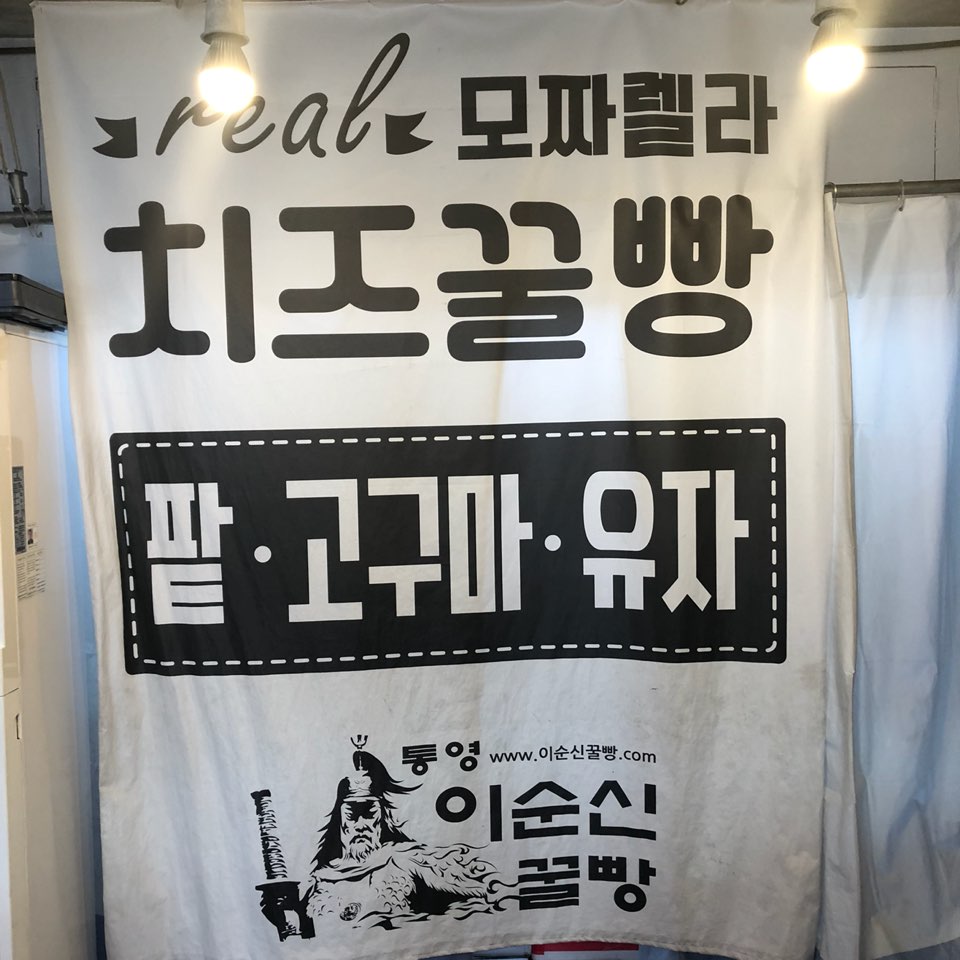 real 모짜렐라
치즈꿀빵
팥·고구마·유자
통영 www.이순신꿀빵.com
이순신
꿀빵